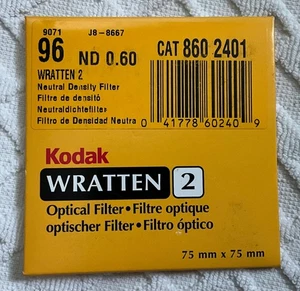 9071 J8-8667
96 ND 0.60 CAT 860 2401
WRATTEN 2
Neutral Density Filter
Filtre de densitó
Neutraldichtefilter
Filtro de Densidad Neutra
0 41778 60240 9
Kodak
WRATTEN 2
Optical Filter • Filtre optique
optischer Filter • Filtro óptico
75 mm x 75 mm